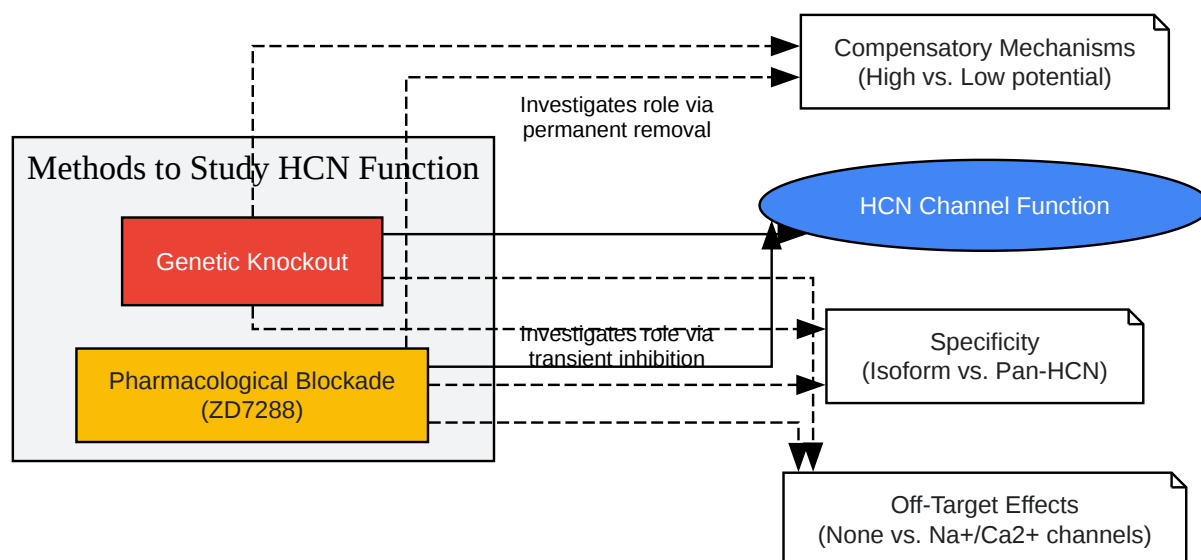 Compensatory Mechanisms
(High vs. Low potential)
Investigates role via
permanent removal
Methods to Study HCN Function
HCN Channel Function
Genetic Knockout
Investigates role via
transient inhibition
Specificity
(Isoform vs. Pan-HCN)
Pharmacological Blockade
(ZD7288)
Off-Target Effects
(None vs. Na+/Ca2+ channels)